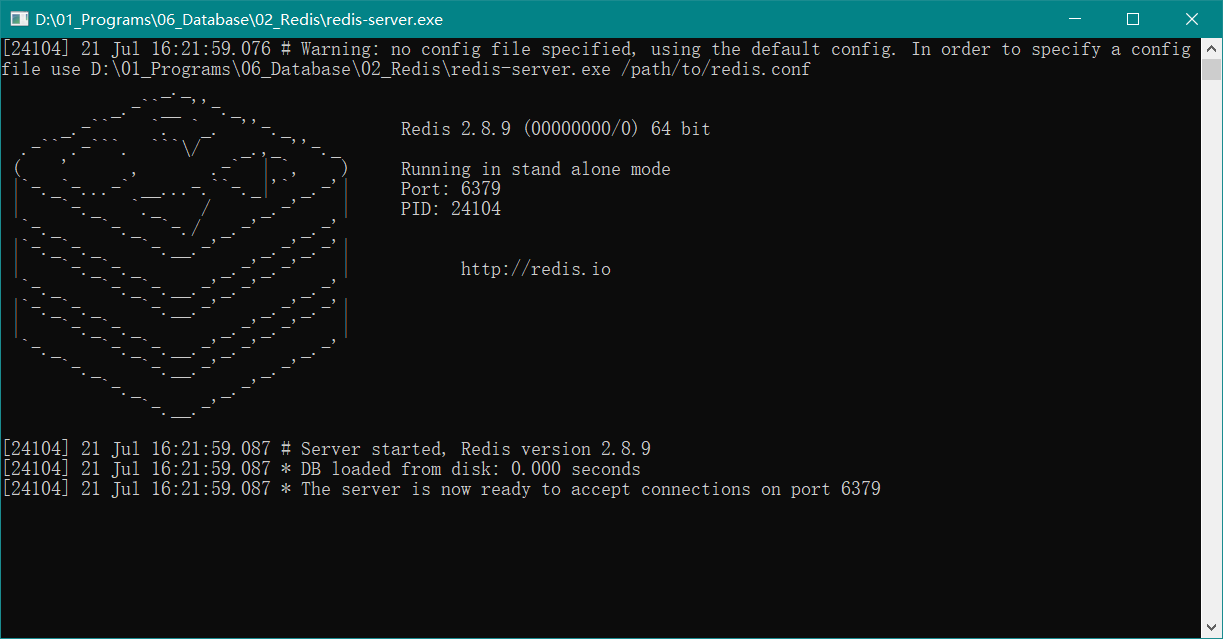 D:\01_Programs\06_Database\02_Redis\redis-server.exe
[24104] 21 Jul 16:21:59.076 # Warning: no config file specified, using the default config. In order to specify a config
file use D:\01_Programs\06_Database\02_Redis\redis-server.exe /path/to/redis.conf
Redis 2.8.9 (00000000/0) 64 bit
Running in stand alone mode
Port: 6379
PID: 24104
http://redis.io
[24104] 21 Jul 16:21:59.087 # Server started, Redis version 2.8.9
[24104] 21 Jul 16:21:59.087 * DB loaded from disk: 0.000 seconds
[24104] 21 Jul 16:21:59.087 * The server is now ready to accept connections on port 6379